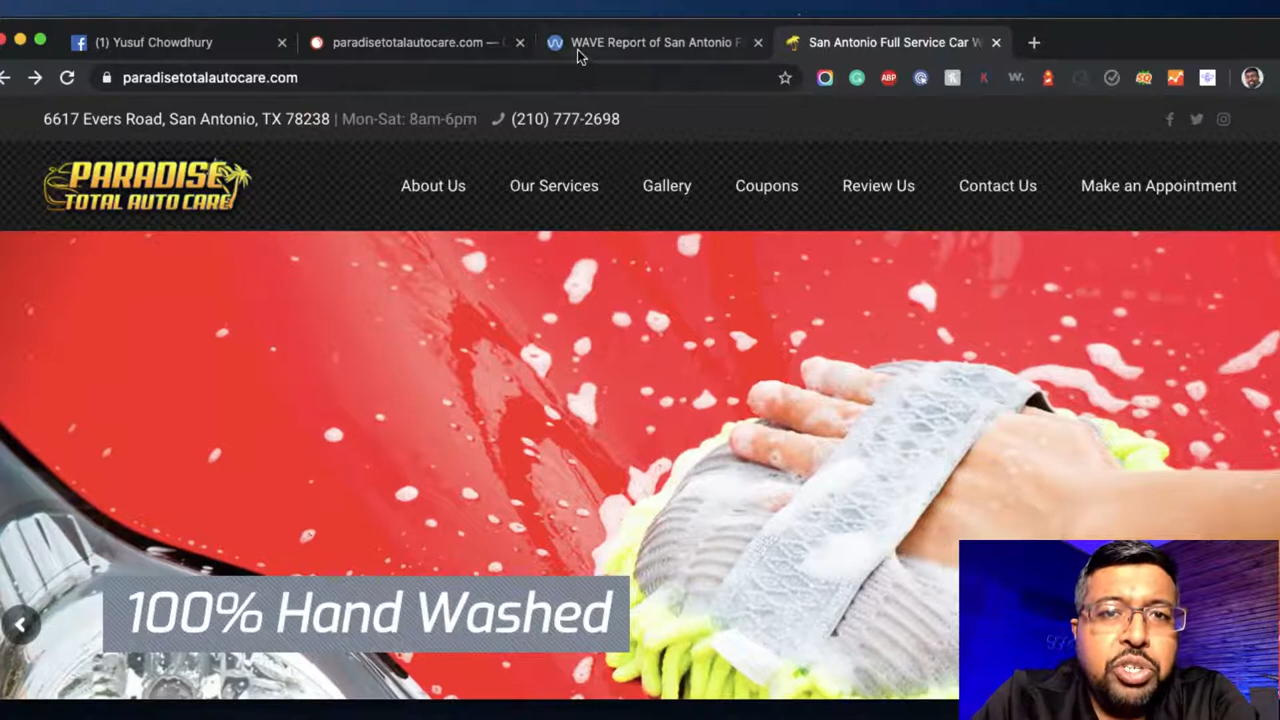 (1) Yusuf Chowdhury
paradisetotalautocare.com —
WAVE Report of San Antonio F
San Antonio Full Service Car W
paradisetotalautocare.com
ABP
6617 Evers Road, San Antonio, TX 78238 | Mon-Sat: 8am-6pm (210) 777-2698
PARADISE
TOTAL AUTO CARE
About Us
Our Services
Gallery
Coupons
Review Us
Contact Us
Make an Appointment
100% Hand Washed